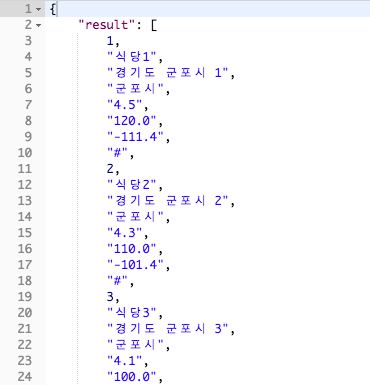 1 {
2 "result": [
3 1,
4 "식당1",
5 "경기도 군포시 1",
6 "군포시",
7 "4.5",
8 "120.0",
9 "-111.4",
10 "#",
11 2,
12 "식당2",
13 "경기도 군포시 2",
14 "군포시",
15 "4.3",
16 "110.0",
17 "-101.4",
18 "#",
19 3,
20 "식당3",
21 "경기도 군포시 3",
22 "군포시",
23 "4.1",
24 "100.0",